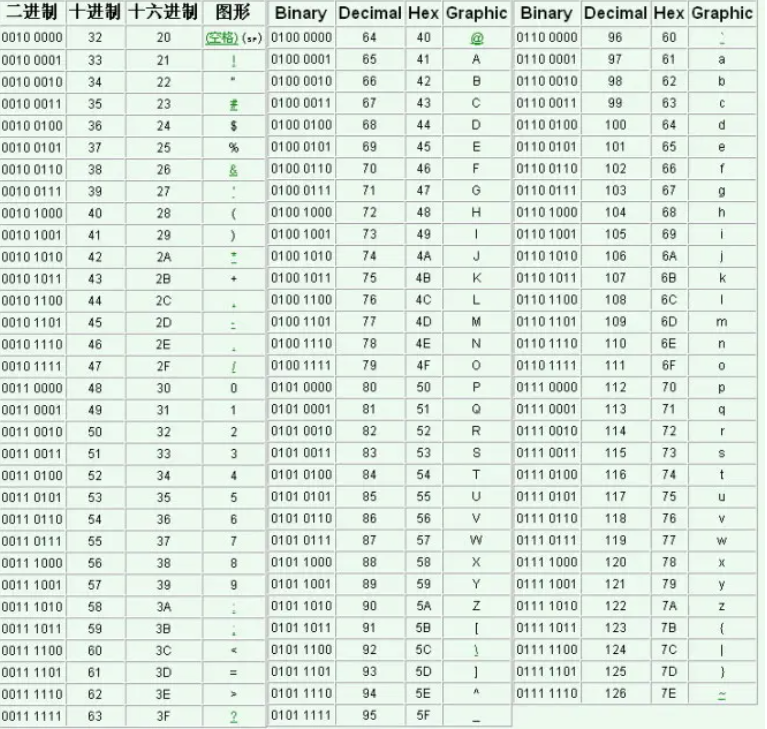 二进制 十进制 十六进制 图形 Binary Decimal Hex Graphic Binary Decimal Hex Graphic
0010 0000 32 20 (空格) (SP) 0100 0000 64 40 @ 0110 0000 96 60 `
0010 0001 33 21 ! 0100 0001 65 41 A 0110 0001 97 61 a
0010 0010 34 22 " 0100 0010 66 42 B 0110 0010 98 62 b
0010 0011 35 23 # 0100 0011 67 43 C 0110 0011 99 63 c
0010 0100 36 24 $ 0100 0100 68 44 D 0110 0100 100 64 d
0010 0101 37 25 % 0100 0101 69 45 E 0110 0101 101 65 e
0010 0110 38 26 & 0100 0110 70 46 F 0110 0110 102 66 f
0010 0111 39 27 ' 0100 0111 71 47 G 0110 0111 103 67 g
0010 1000 40 28 ( 0100 1000 72 48 H 0110 1000 104 68 h
0010 1001 41 29 ) 0100 1001 73 49 I 0110 1001 105 69 i
0010 1010 42 2A * 0100 1010 74 4A J 0110 1010 106 6A j
0010 1011 43 2B + 0100 1011 75 4B K 0110 1011 107 6B k
0010 1100 44 2C , 0100 1100 76 4C L 0110 1100 108 6C l
0010 1101 45 2D - 0100 1101 77 4D M 0110 1101 109 6D m
0010 1110 46 2E . 0100 1110 78 4E N 0110 1110 110 6E n
0010 1111 47 2F / 0100 1111 79 4F O 0110 1111 111 6F o
0011 0000 48 30 0 0101 0000 80 50 P 0111 0000 112 70 p
0011 0001 49 31 1 0101 0001 81 51 Q 0111 0001 113 71 q
0011 0010 50 32 2 0101 0010 82 52 R 0111 0010 114 72 r
0011 0011 51 33 3 0101 0011 83 53 S 0111 0011 115 73 s
0011 0100 52 34 4 0101 0100 84 54 T 0111 0100 116 74 t
0011 0101 53 35 5 0101 0101 85 55 U 0111 0101 117 75 u
0011 0110 54 36 6 0101 0110 86 56 V 0111 0110 118 76 v
0011 0111 55 37 7 0101 0111 87 57 W 0111 0111 119 77 w
0011 1000 56 38 8 0101 1000 88 58 X 0111 1000 120 78 x
0011 1001 57 39 9 0101 1001 89 59 Y 0111 1001 121 79 y
0011 1010 58 3A : 0101 1010 90 5A Z 0111 1010 122 7A z
0011 1011 59 3B ; 0101 1011 91 5B [ 0111 1011 123 7B {
0011 1100 60 3C < 0101 1100 92 5C \ 0111 1100 124 7C |
0011 1101 61 3D = 0101 1101 93 5D ] 0111 1101 125 7D }
0011 1110 62 3E > 0101 1110 94 5E ^ 0111 1110 126 7E ~
0011 1111 63 3F ? 0101 1111 95 5F _